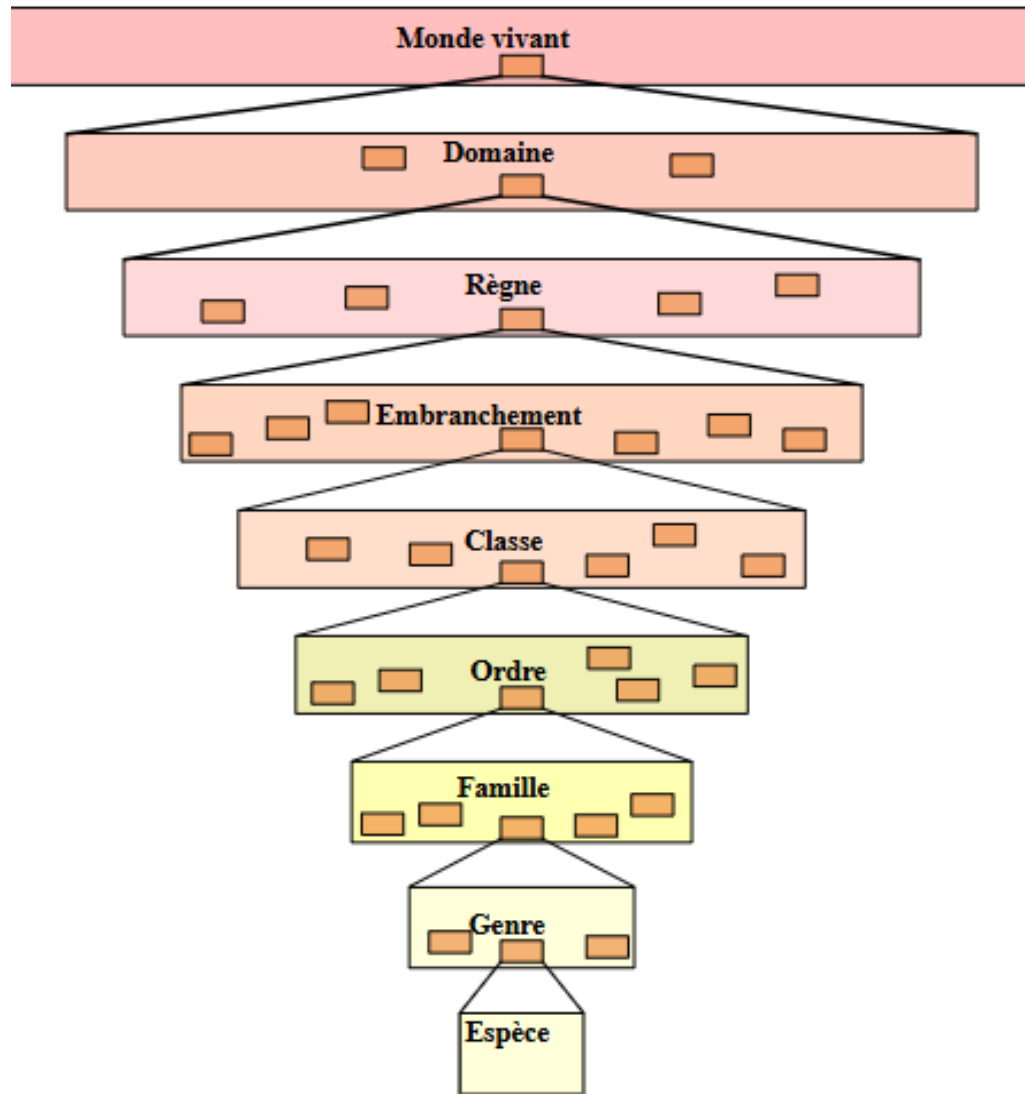 Monde vivant
Domaine
Règne
Embranchement
Classe
Ordre
Famille
Genre
Espèce